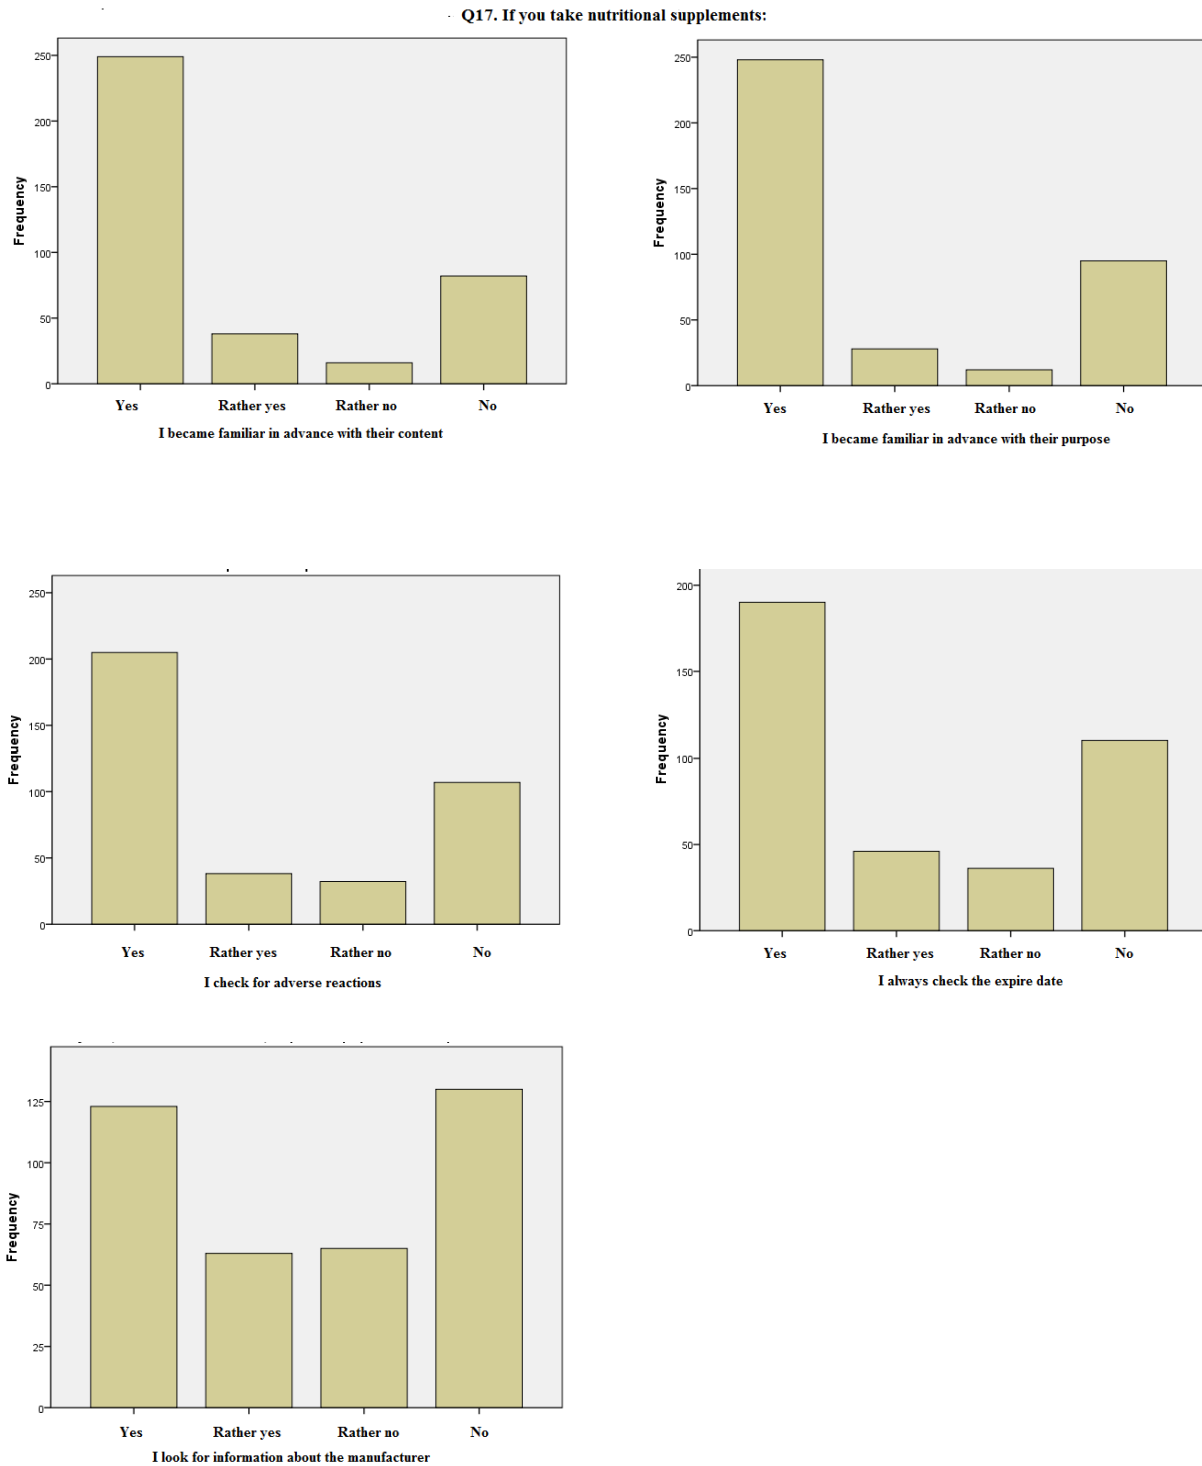 Q17. If you take nutritional supplements:
250
200
150
100
50
0
Frequency
Yes Rather yes Rather no No
I became familiar in advance with their content
250
200
150
100
50
0
Frequency
Yes Rather yes Rather no No
I became familiar in advance with their purpose
250
200
150
100
50
0
Frequency
Yes Rather yes Rather no No
I check for adverse reactions
200
150
100
50
0
Frequency
Yes Rather yes Rather no No
I always check the expire date
125
100
75
50
25
0
Frequency
Yes Rather yes Rather no No
I look for information about the manufacturer